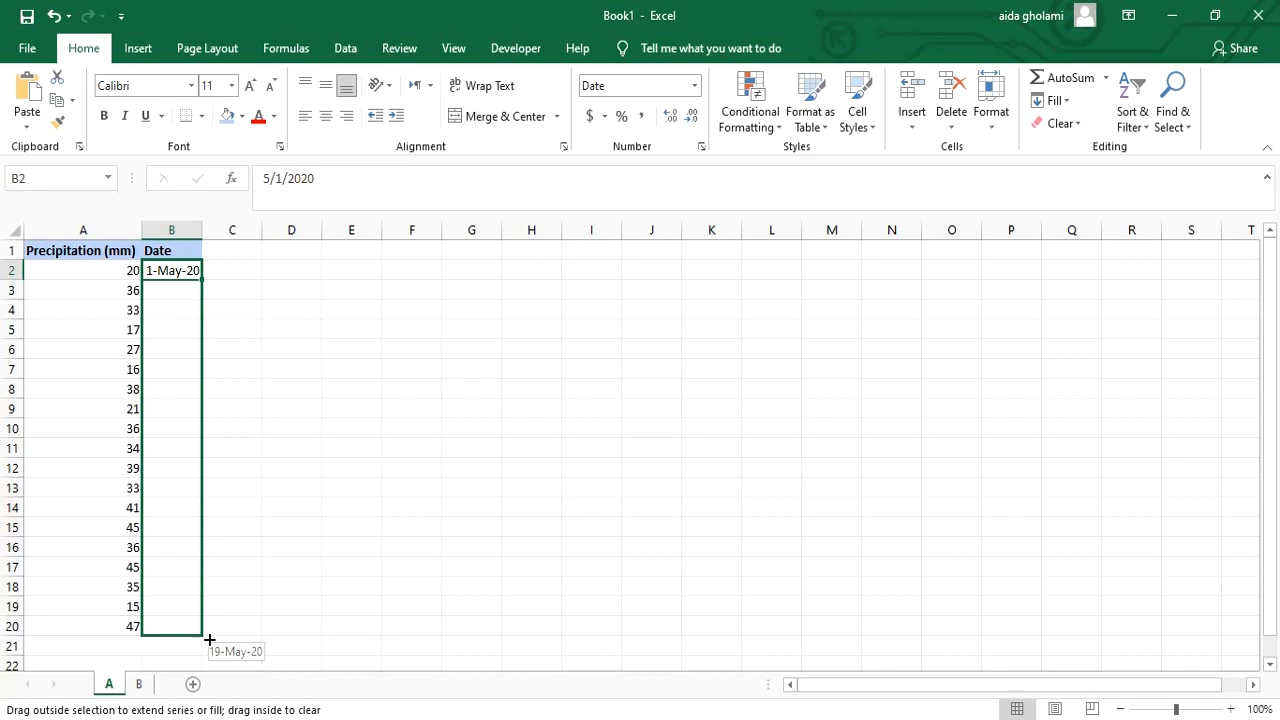 Book1 - Excel
aida gholami
File Home Insert Page Layout Formulas Data Review View Developer Help Tell me what you want to do Share
Paste
Clipboard
Calibri 11
B I U
Font
Wrap Text
Merge & Center
Alignment
Date
$ % ,
Number
Conditional Formatting
Format as Table
Cell Styles
Styles
Insert Delete Format
Cells
AutoSum
Fill
Clear
Sort & Filter
Find & Select
Editing
B2 fx 5/1/2020
A B C D E F G H I J K L M N O P Q R S T
1 Precipitation (mm) Date
2 20 1-May-20
3 36
4 33
5 17
6 27
7 16
8 38
9 21
10 36
11 34
12 39
13 33
14 41
15 45
16 36
17 45
18 35
19 15
20 47
21 19-May-20
22
A B
Drag outside selection to extend series or fill; drag inside to clear
100%